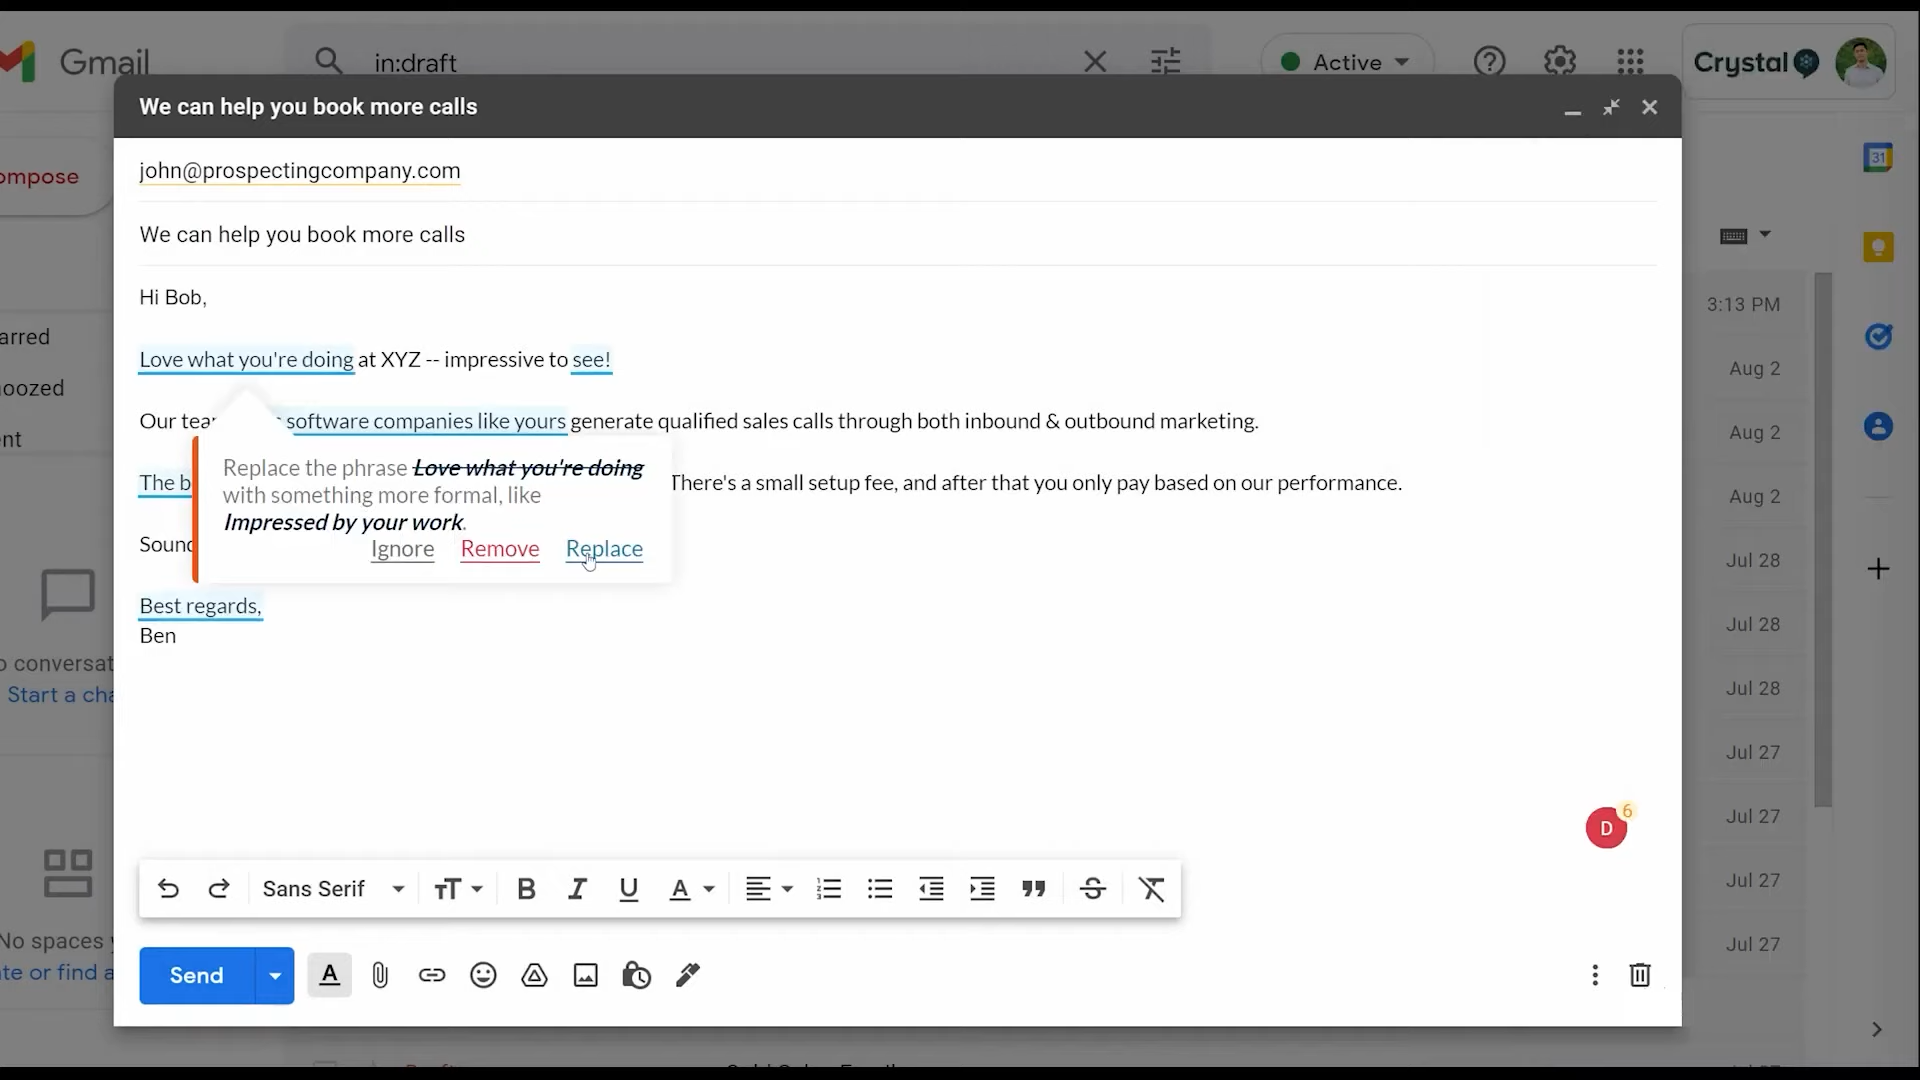 Gmail
in:draft
Active
Crystal
We can help you book more calls
john@prospectingcompany.com
ompose
31
We can help you book more calls
Hi Bob,
3:13 PM
arred
Love what you're doing at XYZ -- impressive to see!
Aug 2
noozed
Our tear software companies like yours generate qualified sales calls through both inbound & outbound marketing.
Aug 2
nt
Replace the phrase Love what you're doing
with something more formal, like
Impressed by your work.
Ignore Remove Replace
The b There's a small setup fee, and after that you only pay based on our performance.
Aug 2
Sound
Jul 28
Best regards,
Jul 28
Ben
o conversat
Start a cha
Jul 28
Jul 27
6
D
Jul 27
Sans Serif
Jul 27
No spaces y
Jul 27
te or find a
Send